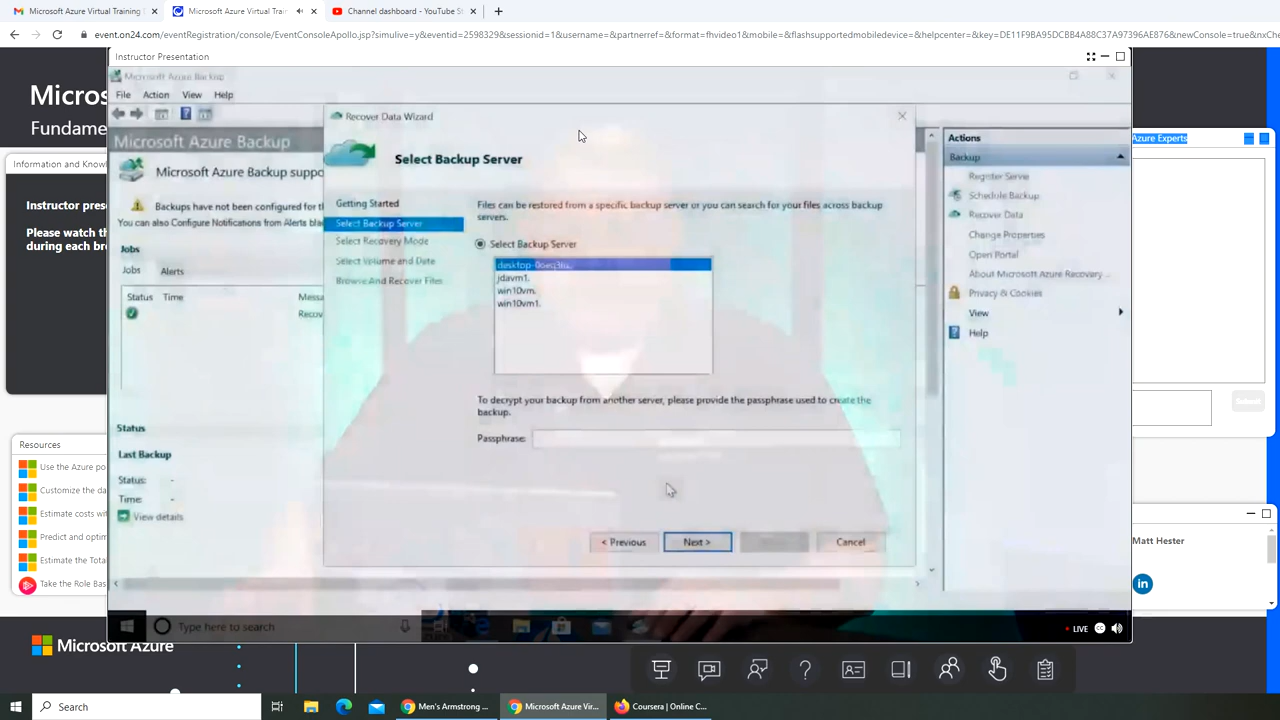 Microsoft Azure Virtual Training
Microsoft Azure Virtual Train
Channel dashboard - YouTube St
event.on24.com/eventRegistration/console/EventConsoleApollo.jsp?simulive=y&eventid=2598329&sessionid=1&username=&partnerref=&format=fhvideo1&mobile=&flashsupportedmobiledevice=&helpcenter=&key=DE11F9BA95DCBB4A88C37A97396AE876&newConsole=true&nxChe
Micros
Fundame
Information and Know
Instructor pres
Please watch th
during each bre
Resources
Use the Azure po
Customize the da
Estimate costs wi
Predict and optim
Estimate the Total
Take the Role Bas
Microsoft Azure
Instructor Presentation
Microsoft Azure Backup
File Action View Help
Microsoft Azure Backup
Microsoft Azure Backup suppo
Backups have not been configured for th
You can also Configure Notifications from Alerts blad
Jobs
Jobs Alerts
Status Time Messa
Recov
Status
Last Backup
Status: -
Time: -
View details
Recover Data Wizard
Select Backup Server
Getting Started
Select Backup Server
Select Recovery Mode
Select Volume and Date
Browse And Recover Files
Files can be restored from a specific backup server or you can search for your files across backup
servers.
Select Backup Server
jdavm1.
win10vm.
win10vm1.
To decrypt your backup from another server, please provide the passphrase used to create the
backup.
Passphrase:
< Previous Next > Cancel
Actions
Backup
Register Server
Schedule Backup
Recover Data
Change Properties
Open Portal
About Microsoft Azure Recovery
Privacy & Cookies
View
Help
Type here to search
LIVE
CC
Azure Experts
Submit
Matt Hester
in
Search
Men's Armstrong ...
Microsoft Azure Vir...
Coursera | Online C...